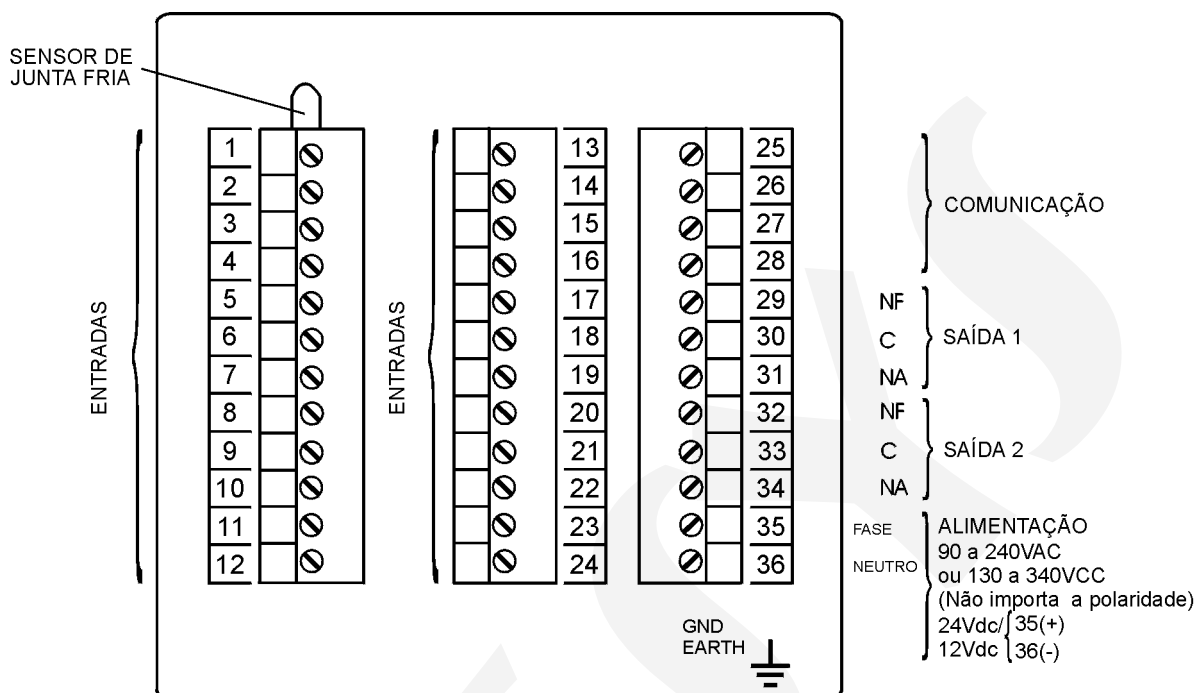 SENSOR DE
JUNTA FRIA
ENTRADAS
1
2
3
4
5
6
7
8
9
10
11
12
ENTRADAS
13
14
15
16
17
18
19
20
21
22
23
24
25
26
27
28
29
30
31
32
33
34
35
36
COMUNICAÇÃO
NF
C
NA
SAÍDA 1
NF
C
NA
SAÍDA 2
FASE
NEUTRO
ALIMENTAÇÃO
90 a 240VAC
ou 130 a 340VCC
(Não importa a polaridade)
24Vdc/ 35(+)
12Vdc 36(-)
GND
EARTH